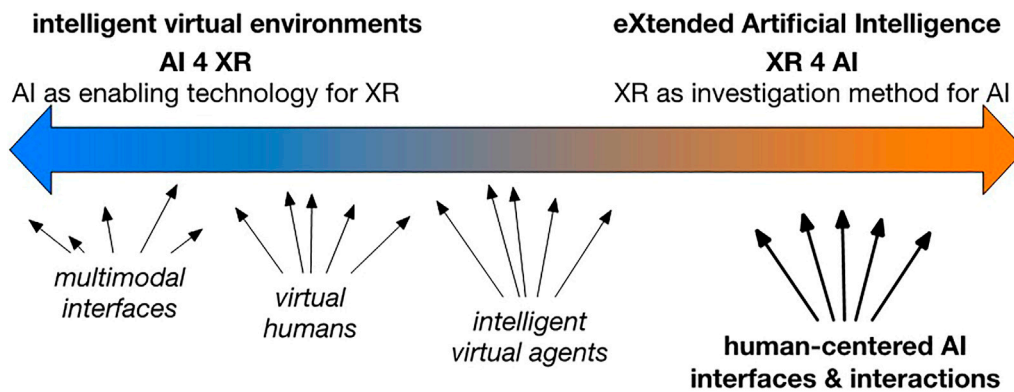 intelligent virtual environments
AI 4 XR
AI as enabling technology for XR
eXtended Artificial Intelligence
XR 4 AI
XR as investigation method for AI
multimodal
interfaces
virtual
humans
intelligent
virtual agents
human-centered AI
interfaces & interactions